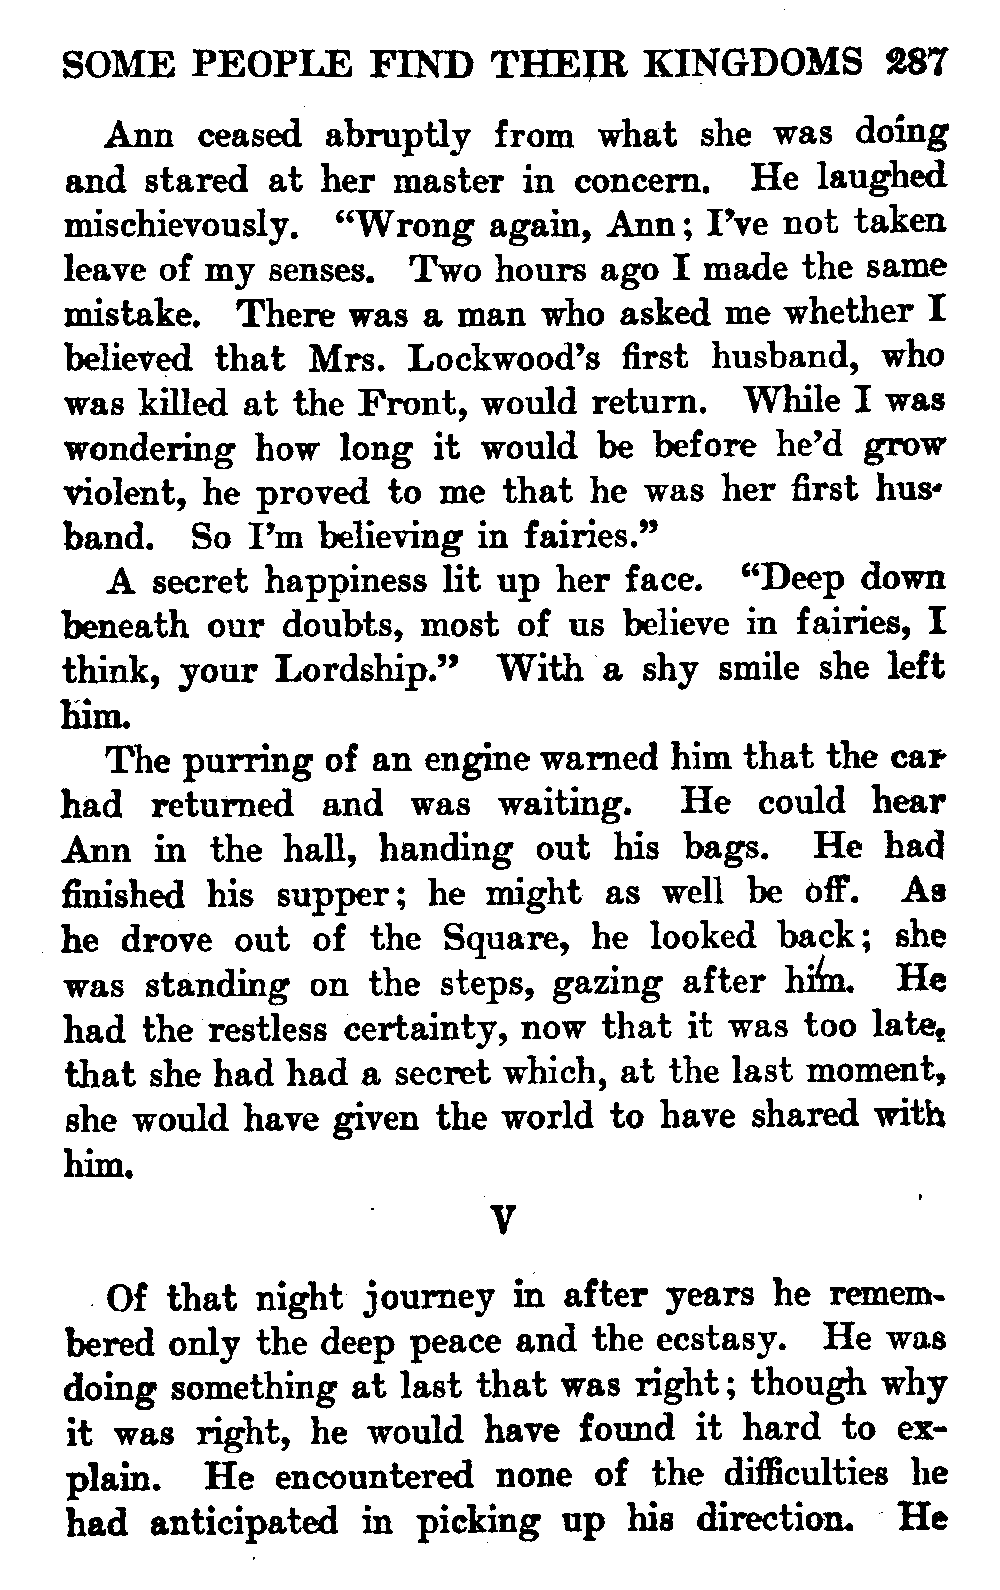 SOME PEOPLE FIND THEIR KINGDOMS 287
Ann ceased abruptly from what she was doing
and stared at her master in concern. He laughed
mischievously. “Wrong again, Ann; I’ve not taken
leave of my senses. Two hours ago I made the same
mistake. There was a man who asked me whether I
believed that Mrs. Lockwood’s first husband, who
was killed at the Front, would return. While I was
wondering how long it would be before he’d grow
violent, he proved to me that he was her first hus-
band. So I’m believing in fairies.”
A secret happiness lit up her face. “Deep down
beneath our doubts, most of us believe in fairies, I
think, your Lordship.” With a shy smile she left
him.
The purring of an engine warned him that the car
had returned and was waiting. He could hear
Ann in the hall, handing out his bags. He had
finished his supper; he might as well be off. As
he drove out of the Square, he looked back; she
was standing on the steps, gazing after him. He
had the restless certainty, now that it was too late,
that she had had a secret which, at the last moment,
she would have given the world to have shared with
him.
V
Of that night journey in after years he remem-
bered only the deep peace and the ecstasy. He was
doing something at last that was right; though why
it was right, he would have found it hard to ex-
plain. He encountered none of the difficulties he
had anticipated in picking up his direction. He